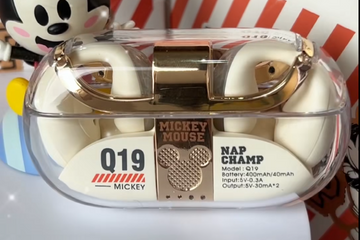 Q19
MICKEY
MOUSE
Q19
MICKEY
NAP
CHAMP
Model: Q19
Battery: 400mAh/40mAh
Input: 5V-0.3A
Output: 5V-30mA*2